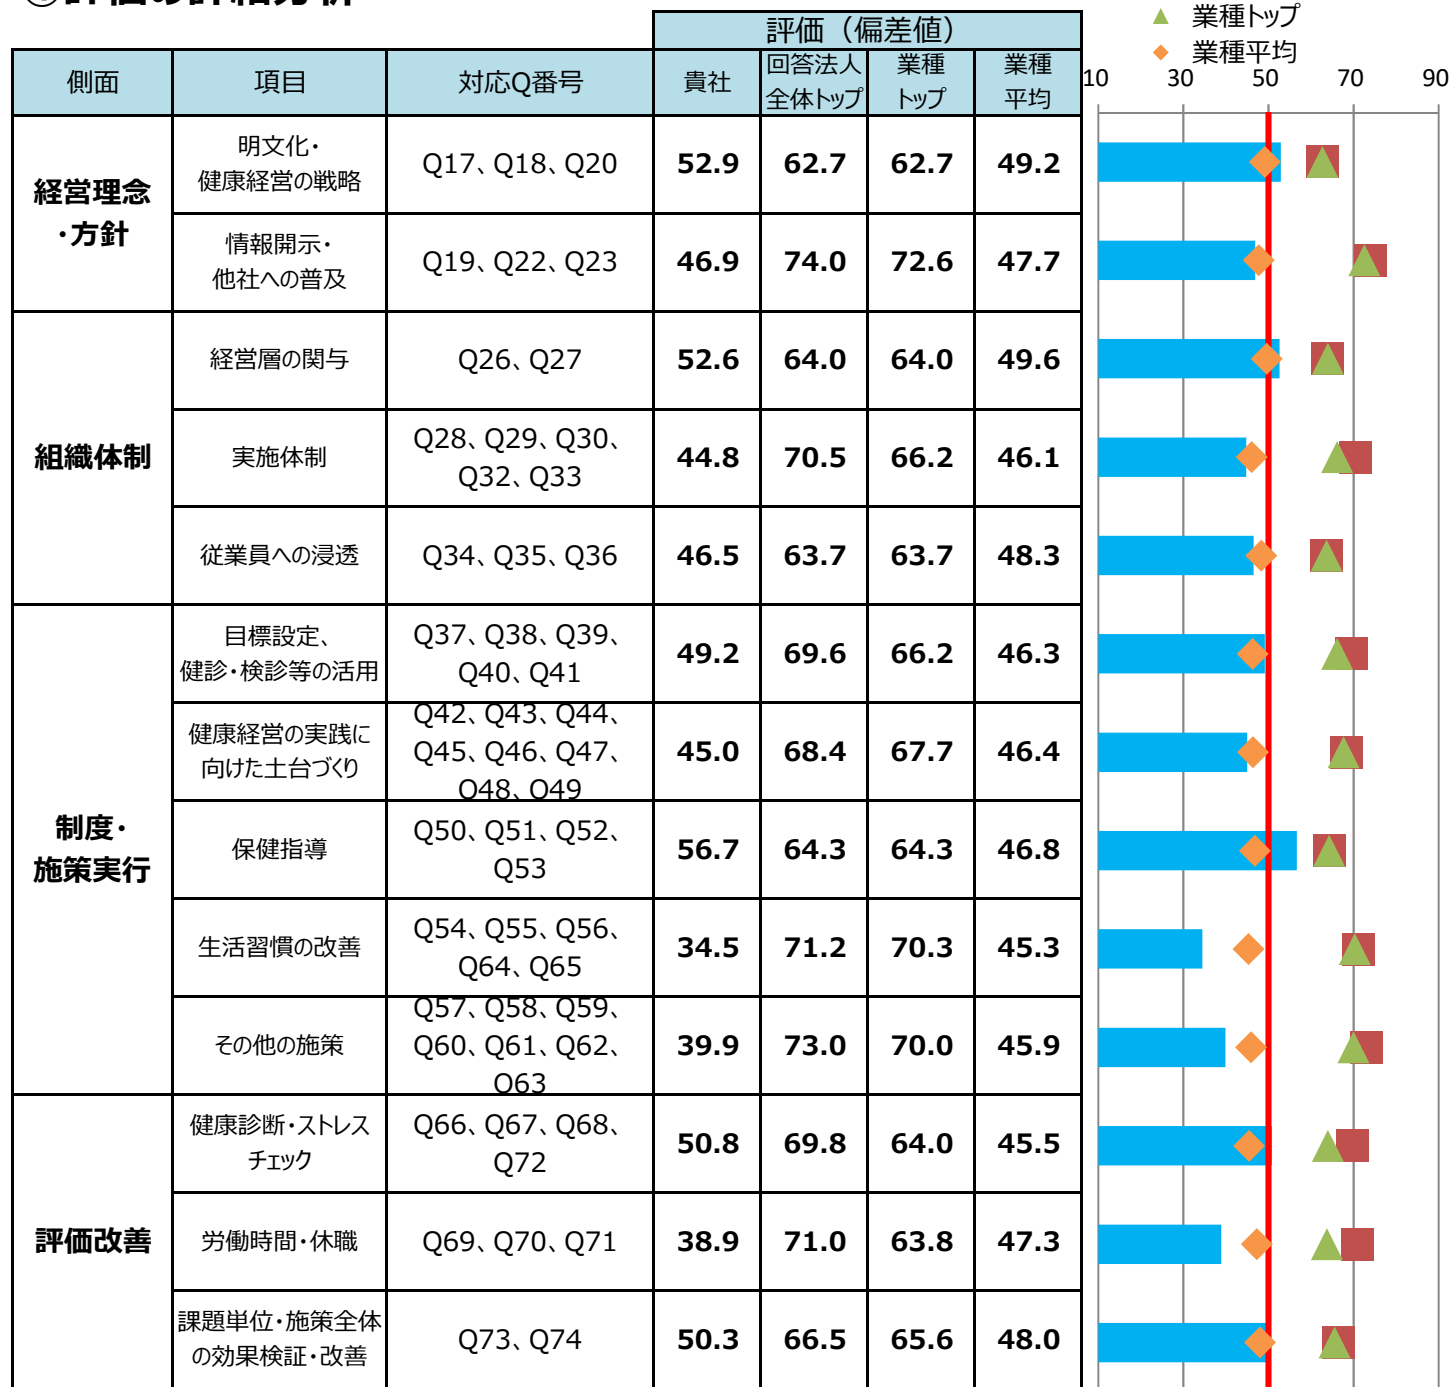 ③評価の詳細分析
▲ 業種トップ
◆ 業種平均
評価（偏差値）
側面 項目 対応Q番号 貴社 回答法人 業種 業種
全体トップ トップ 平均
10 30 50 70 90
経営理念
・方針
明文化・
健康経営の戦略
Q17、Q18、Q20 52.9 62.7 62.7 49.2
情報開示・
他社への普及
Q19、Q22、Q23 46.9 74.0 72.6 47.7
組織体制
経営層の関与 Q26、Q27 52.6 64.0 64.0 49.6
実施体制
Q28、Q29、Q30、
Q32、Q33
44.8 70.5 66.2 46.1
従業員への浸透 Q34、Q35、Q36 46.5 63.7 63.7 48.3
制度・
施策実行
目標設定、
健診・検診等の活用
Q37、Q38、Q39、
Q40、Q41
49.2 69.6 66.2 46.3
健康経営の実践に
向けた土台づくり
Q42、Q43、Q44、
Q45、Q46、Q47、
Q48、Q49
45.0 68.4 67.7 46.4
保健指導
Q50、Q51、Q52、
Q53
56.7 64.3 64.3 46.8
生活習慣の改善
Q54、Q55、Q56、
Q64、Q65
34.5 71.2 70.3 45.3
その他の施策
Q57、Q58、Q59、
Q60、Q61、Q62、
Q63
39.9 73.0 70.0 45.9
評価改善
健康診断・ストレス
チェック
Q66、Q67、Q68、
Q72
50.8 69.8 64.0 45.5
労働時間・休職 Q69、Q70、Q71 38.9 71.0 63.8 47.3
課題単位・施策全体
の効果検証・改善
Q73、Q74 50.3 66.5 65.6 48.0